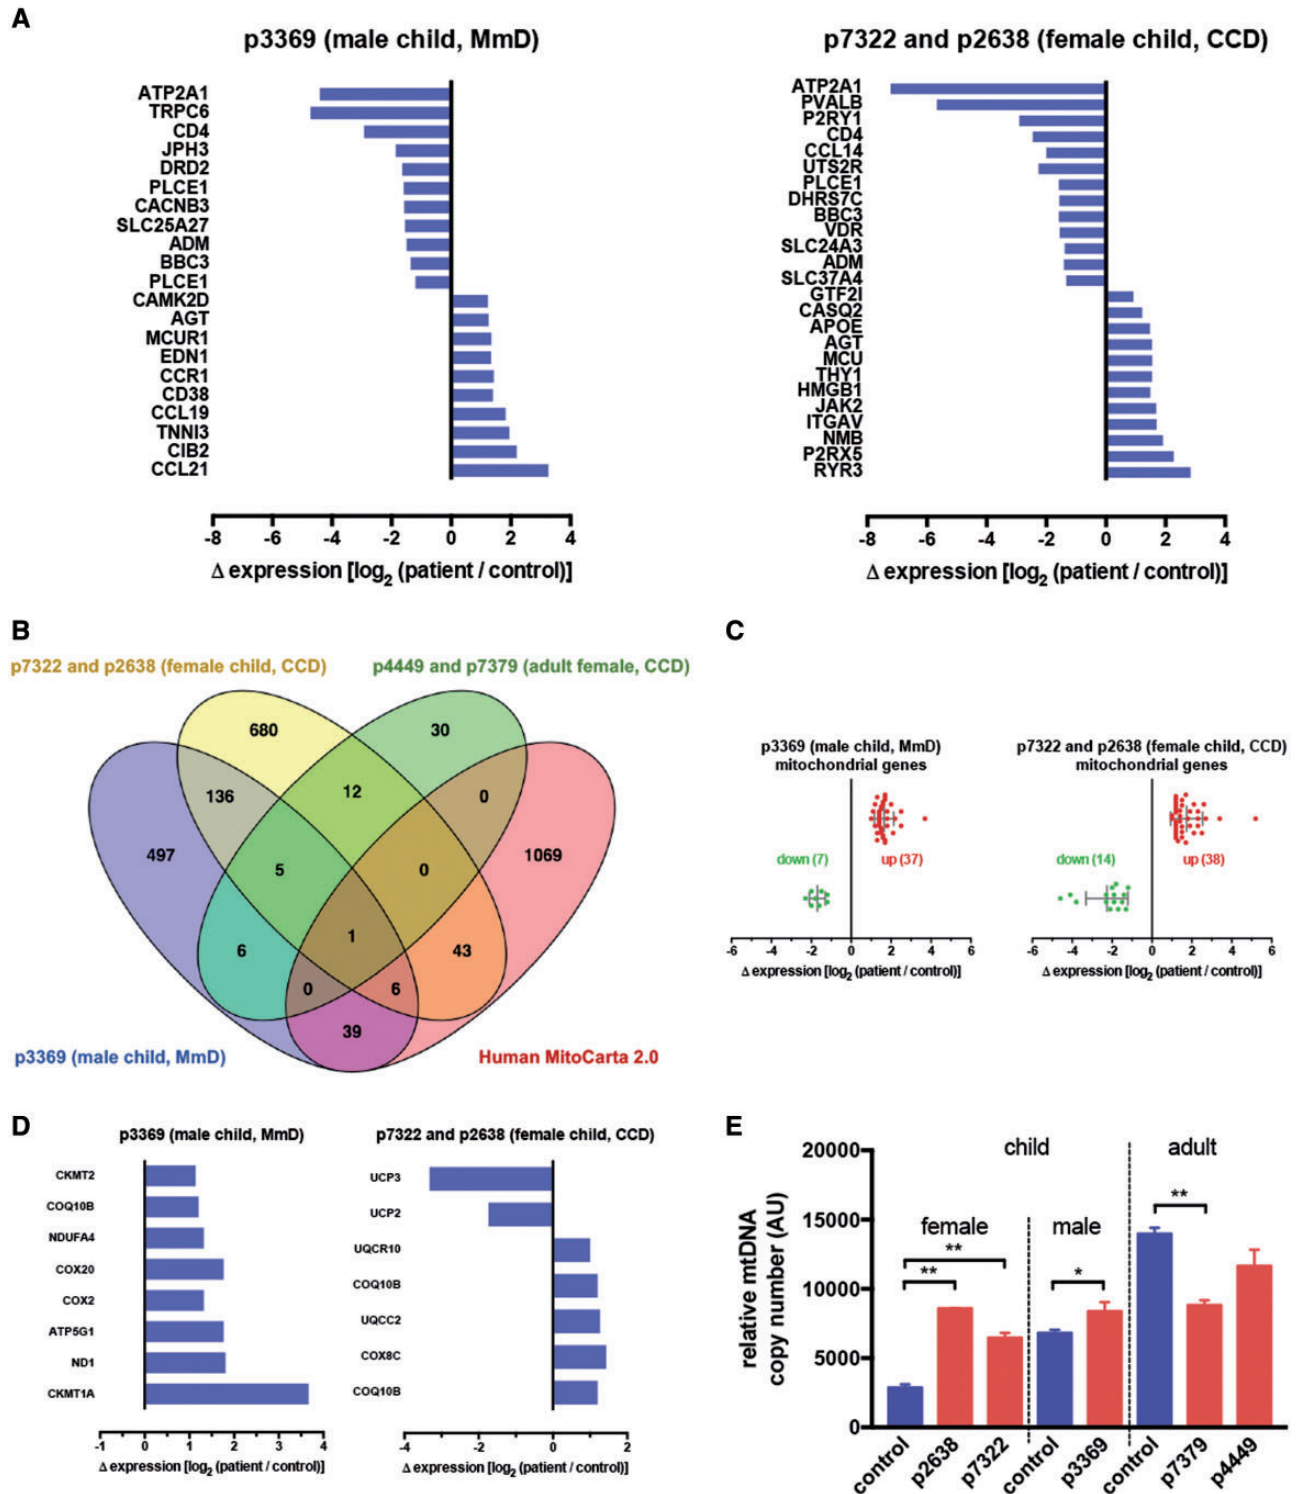 A
p3369 (male child, MmD)
ATP2A1
TRPC6
CD4
JPH3
DRD2
PLCE1
CACNB3
SLC25A27
ADM
BBC3
PLCE1
CAMK2D
AGT
MCUR1
EDN1
CCR1
CD38
CCL19
TNNI3
CIB2
CCL21
-8 -6 -4 -2 0 2 4
Δ expression [log2 (patient / control)]
p7322 and p2638 (female child, CCD)
ATP2A1
PVALB
P2RY1
CD4
CCL14
UTS2R
PLCE1
DHRS7C
BBC3
VDR
SLC24A3
ADM
SLC37A4
GTF2I
CASQ2
APOE
AGT
MCU
THY1
HMGB1
JAK2
ITGAV
NMB
P2RX5
RYR3
-8 -6 -4 -2 0 2 4
Δ expression [log2 (patient / control)]
B
p7322 and p2638 (female child, CCD)
p4449 and p7379 (adult female, CCD)
680
30
136
12
0
497
5
0
1069
6
1
43
0
6
39
p3369 (male child, MmD)
Human MitoCarta 2.0
C
p3369 (male child, MmD)
mitochondrial genes
down (7)
up (37)
-6 -4 -2 0 2 4 6
Δ expression [log2 (patient / control)]
p7322 and p2638 (female child, CCD)
mitochondrial genes
down (14)
up (38)
-6 -4 -2 0 2 4 6
Δ expression [log2 (patient / control)]
D
p3369 (male child, MmD)
CKMT2
COQ10B
NDUFA4
COX20
COX2
ATP5G1
ND1
CKMT1A
-1 0 1 2 3 4
Δ expression [log2 (patient / control)]
p7322 and p2638 (female child, CCD)
UCP3
UCP2
UQCR10
COQ10B
UQCC2
COX8C
COQ10B
-4 -2 0 2
Δ expression [log2 (patient / control)]
E
relative mtDNA
copy number (AU)
20000
15000
10000
5000
0
child
adult
female
male
**
**
*
**
control
p2638
p7322
control
p3369
control
p7379
p4449